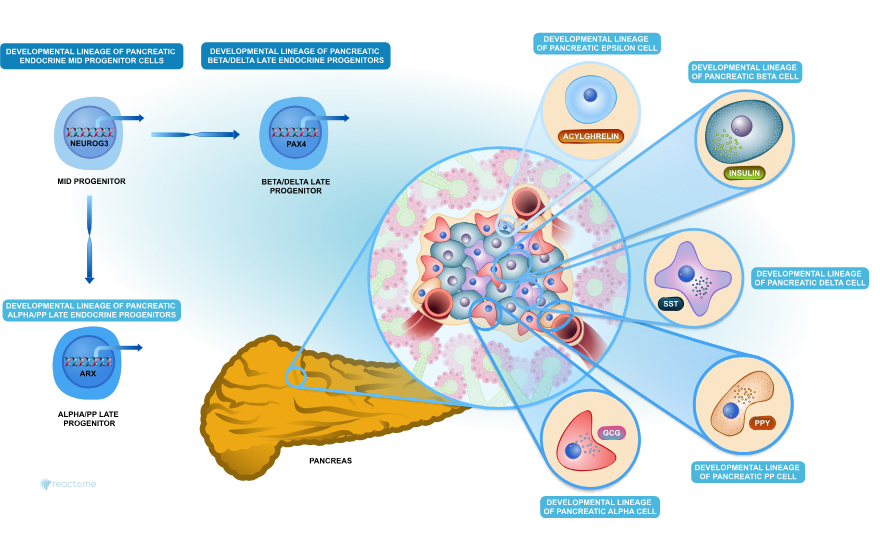 DEVELOPMENTAL LINEAGE OF PANCREATIC
ENDOCRINE MID PROGENITOR CELLS
DEVELOPMENTAL LINEAGE OF PANCREATIC
BETA/DELTA LATE ENDOCRINE PROGENITORS
DEVELOPMENTAL LINEAGE
OF PANCREATIC EPSILON CELL
DEVELOPMENTAL LINEAGE
OF PANCREATIC BETA CELL
NEUROG3
PAX4
ACYLGHRELIN
INSULIN
MID PROGENITOR
BETA/DELTA LATE
PROGENITOR
DEVELOPMENTAL LINEAGE
OF PANCREATIC DELTA CELL
SST
DEVELOPMENTAL LINEAGE OF PANCREATIC
ALPHA/PP LATE ENDOCRINE PROGENITORS
ARX
ALPHA/PP LATE
PROGENITOR
GCG
PPY
PANCREAS
DEVELOPMENTAL LINEAGE
OF PANCREATIC PP CELL
reactome
DEVELOPMENTAL LINEAGE
OF PANCREATIC ALPHA CELL